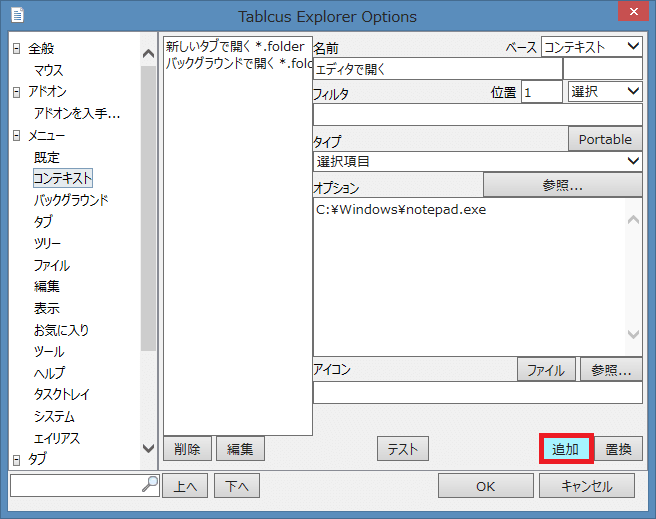 Tablcus Explorer Options
全般
マウス
アドオン
アドオンを入手...
メニュー
既定
コンテキスト
バックグラウンド
タブ
ツリー
ファイル
編集
表示
お気に入り
ツール
ヘルプ
タスクトレイ
システム
エイリアス
タブ
新しいタブで開く *.folder
バックグラウンドで開く *.fold
名前 ベース コンテキスト
エディタで開く
フィルタ 位置 1 選択
タイプ Portable
選択項目
オプション 参照...
C:¥Windows¥notepad.exe
アイコン ファイル 参照...
削除 編集 テスト 追加 置換
上へ 下へ OK キャンセル